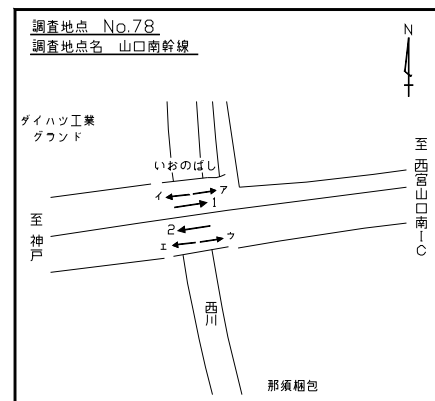 調査地点 No.78
調査地点名 山口南幹線
N
ダイハツ工業
グランド
いおのばし
至 西宮山口南IC
イ
ア
1
至 神戸
2
エ
ウ
西川
那須梱包